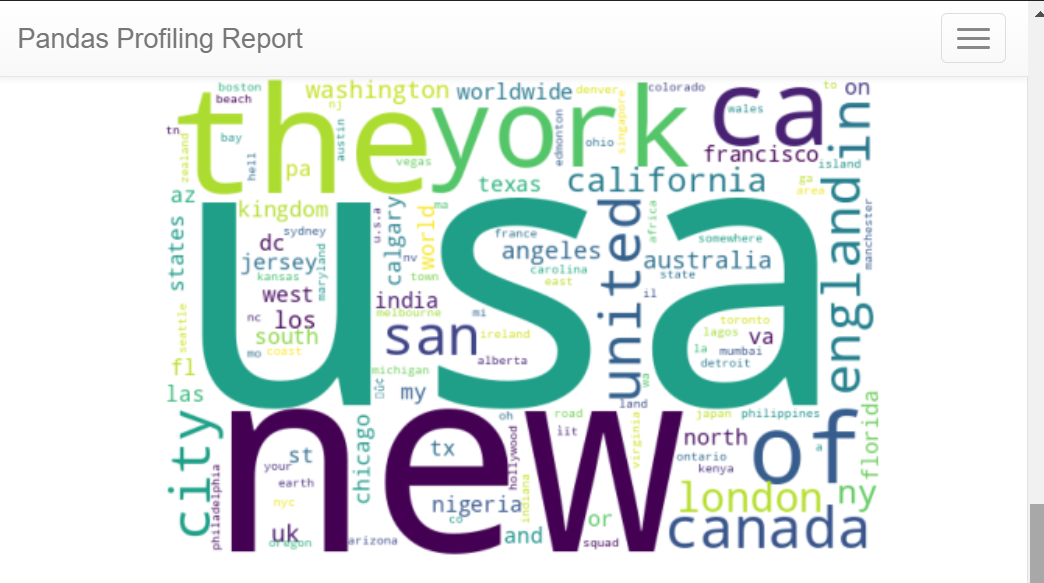 Pandas Profiling Report
boston
washington
worldwide
denver
colorado
to
on
beach
nj
the
york
ca
singapore
wales
in
tn
bay
austin
edmonton
ohio
francisco
zealand
hell
pa
vegas
island
az
texas
california
ga
area
kingdom
u.s.a
calgary
world
ma
united
africa
england
manchester
states
sydney
dc
usa
france
angeles
somewhere
jersey
maryland
nv
carolina
australia
kansas
town
east
state
west
india
il
seattle
nc
los
melbourne
mi
toronto
south
san
ireland
lagos
va
mo
coast
alberta
la
mumbai
detroit
fl
michigan
wa
las
my
land
city
chicago
new
oh
road
japan
philippines
florida
st
tx
hollywood
lit
virginia
north
of
a
your
ontario
philadelphia
earth
kenya
nyc
nigeria
indiana
london
ny
co
or
uk
and
canada
oregon
arizona
squad